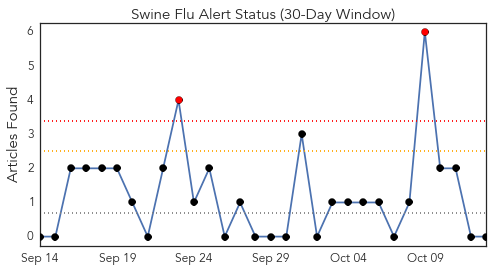 Swine Flu Alert Status (30-Day Window)
Articles Found
6
5
4
3
2
1
0
Sep 14 Sep 19 Sep 24 Sep 29 Oct 04 Oct 09